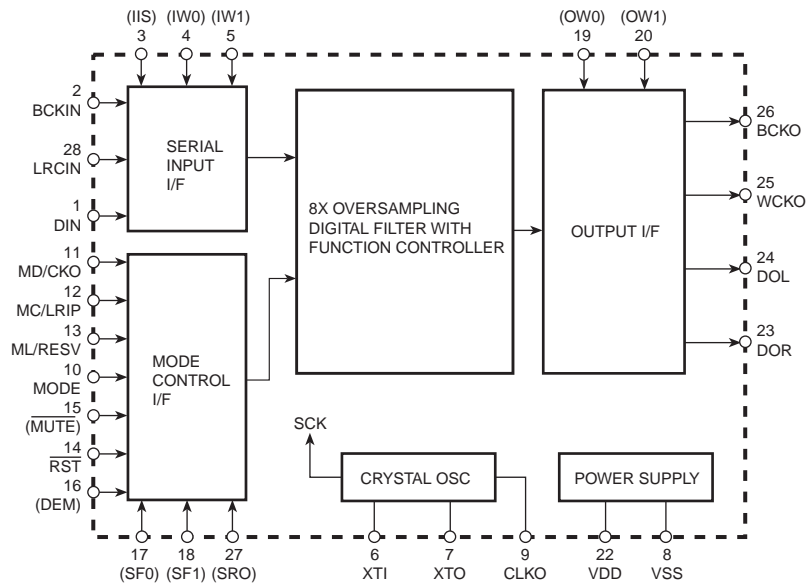 (IIS) (IW0) (IW1)
3 4 5
(OW0) (OW1)
19 20
2
BCKIN
28
LRCIN
1
DIN
SERIAL
INPUT
I/F
11
MD/CKO
12
MC/LRIP
13
ML/RESV
10
MODE
15
(MUTE)
14
RST
16
(DEM)
MODE
CONTROL
I/F
17 18 27
(SF0) (SF1) (SRO)
8X OVERSAMPLING
DIGITAL FILTER WITH
FUNCTION CONTROLLER
OUTPUT I/F
26
BCKO
25
WCKO
24
DOL
23
DOR
SCK
CRYSTAL OSC
POWER SUPPLY
6 7 9
XTI XTO CLKO
22 8
VDD VSS